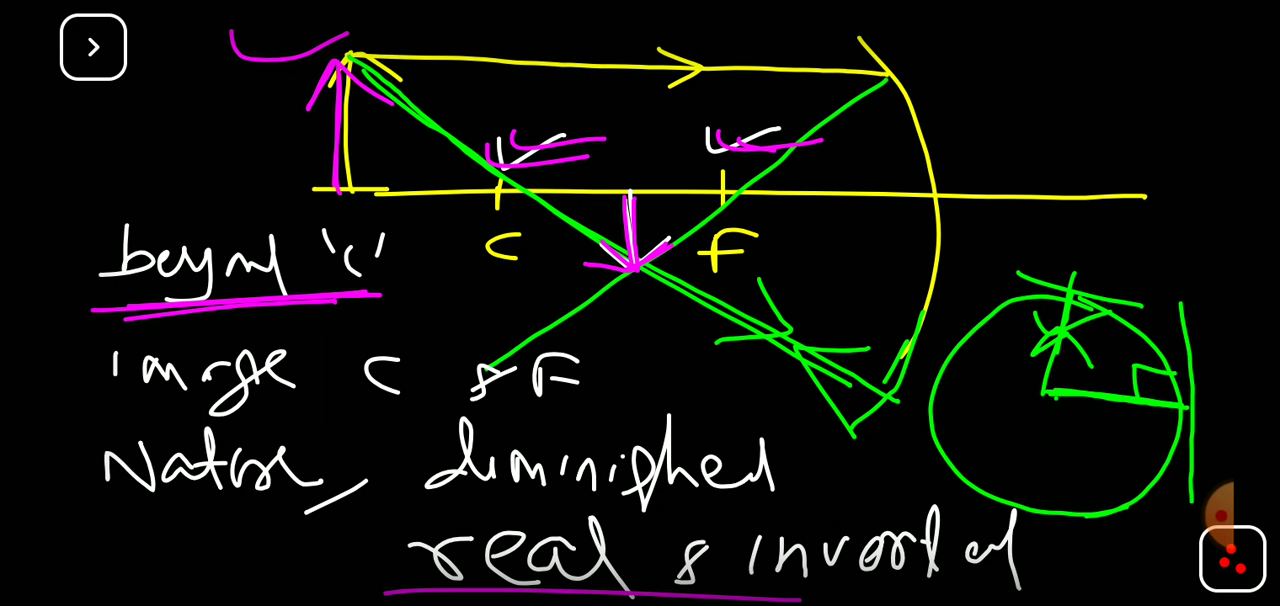 C F
beyond 'C'
image C & F
Nature, diminished
real & inverted